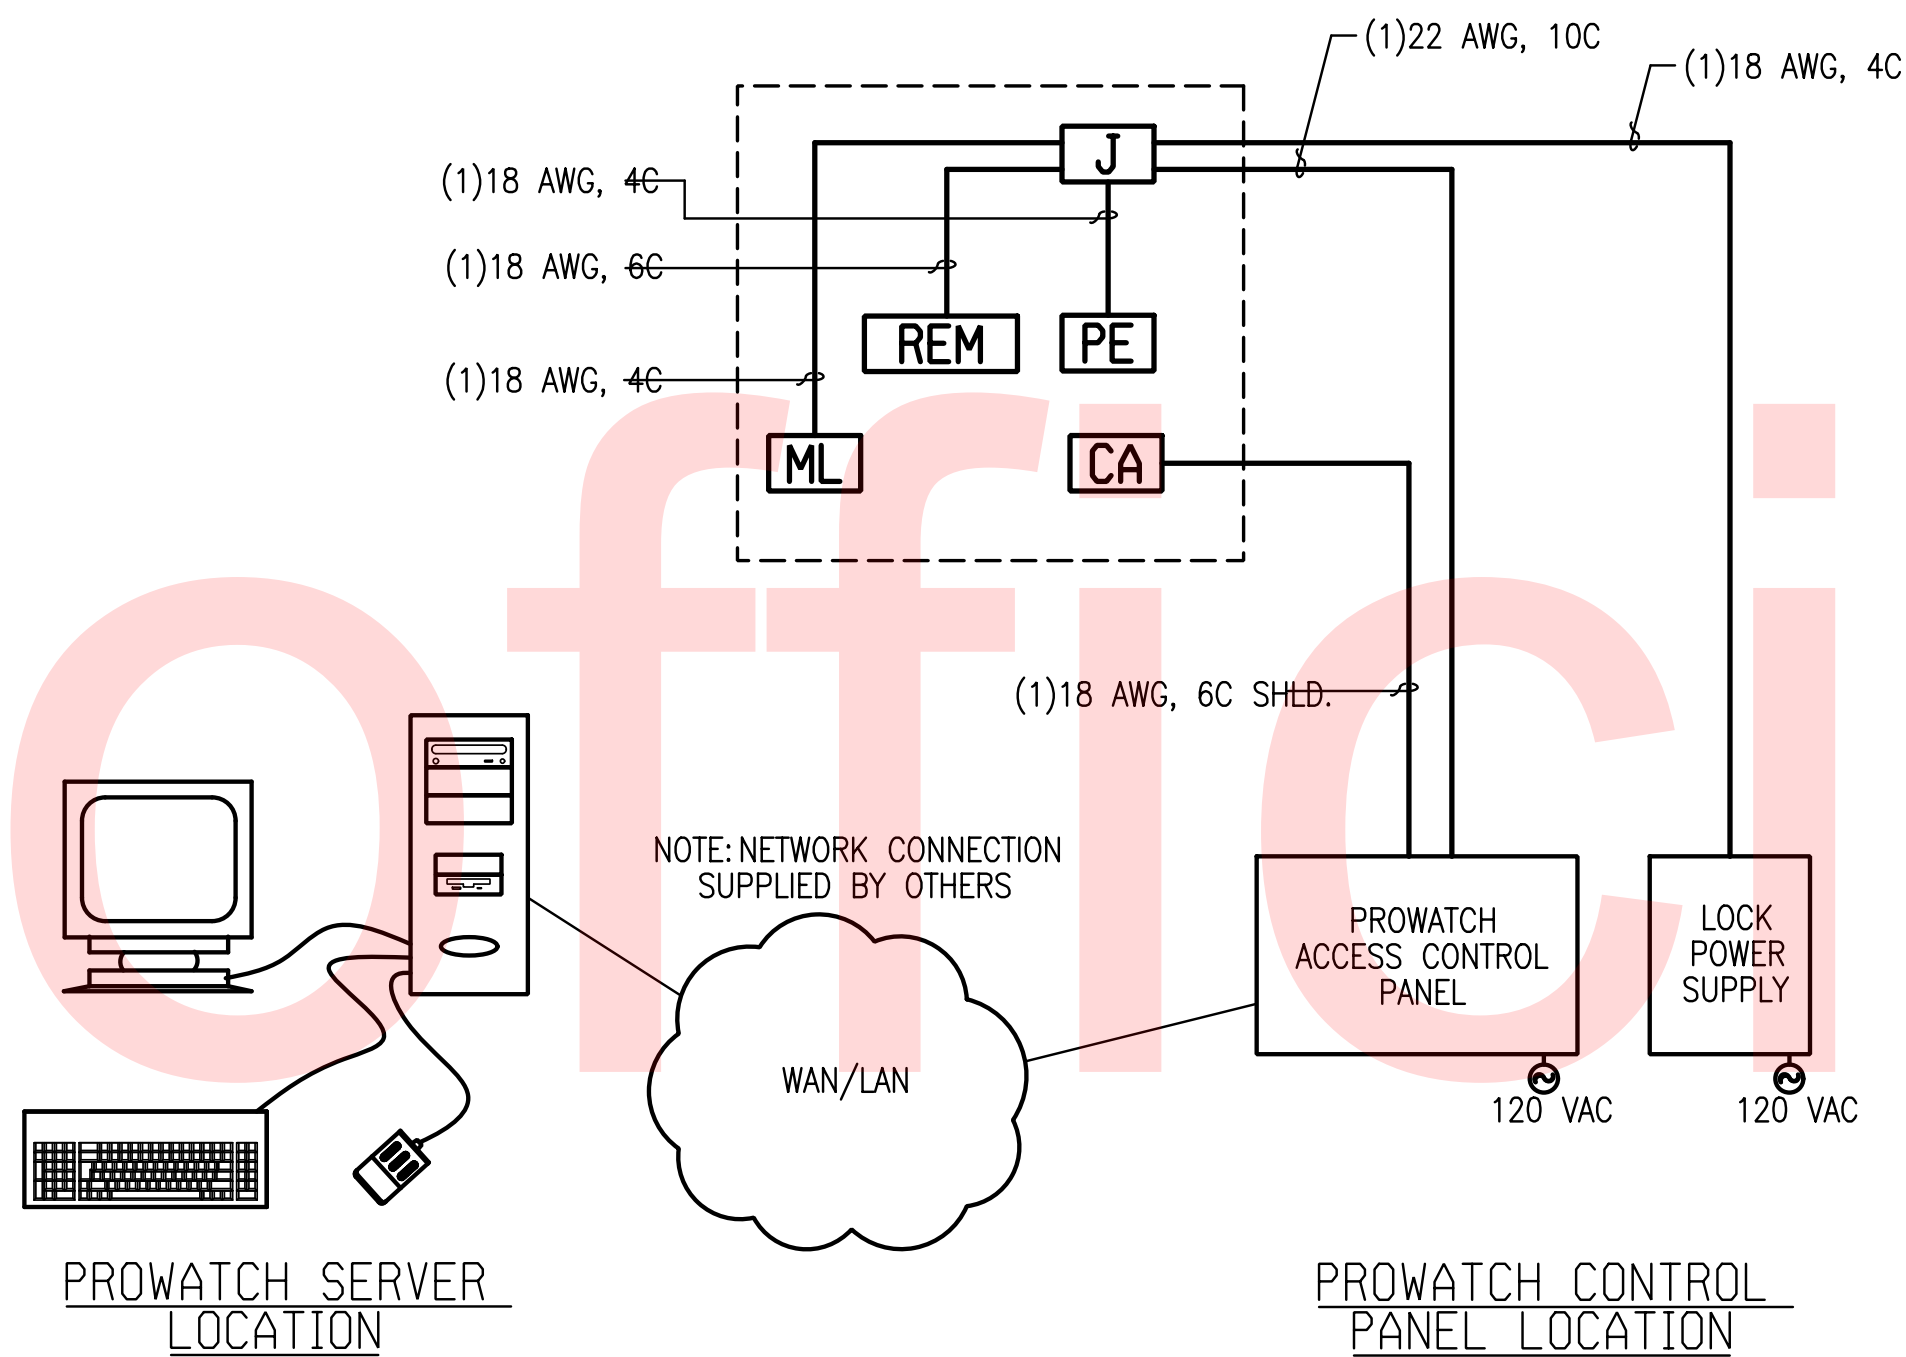 (1)22 AWG, 10C
(1)18 AWG, 4C
J
(1)18 AWG, 4C
(1)18 AWG, 6C
REM
PE
(1)18 AWG, 4C
ML
CA
(1)18 AWG, 6C SHLD.
NOTE: NETWORK CONNECTION
SUPPLIED BY OTHERS
PROWATCH
ACCESS CONTROL
PANEL
LOCK
POWER
SUPPLY
WAN/LAN
120 VAC
120 VAC
PROWATCH SERVER
LOCATION
PROWATCH CONTROL
PANEL LOCATION
offici